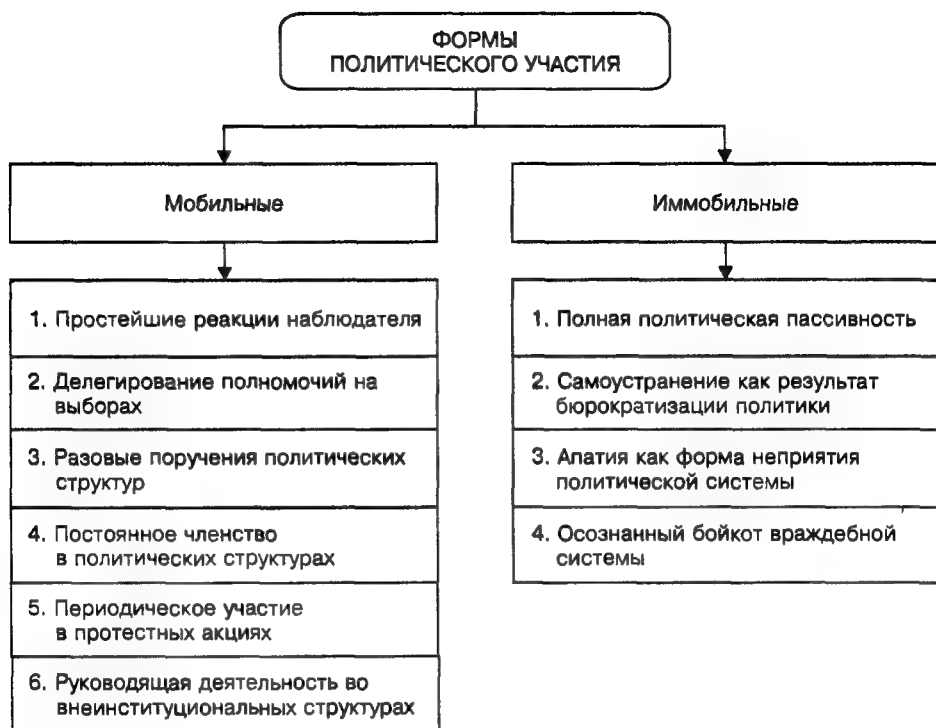 ФОРМЫ
ПОЛИТИЧЕСКОГО УЧАСТИЯ
Мобильные
1. Простейшие реакции наблюдателя
2. Делегирование полномочий на
выборах
3. Разовые поручения политических
структур
4. Постоянное членство
в политических структурах
5. Периодическое участие
в протестных акциях
6. Руководящая деятельность во
внеинституциональных структурах
Иммобильные
1. Полная политическая пассивность
2. Самоустранение как результат
бюрократизации политики
3. Апатия как форма неприятия
политической системы
4. Осознанный бойкот враждебной
системы